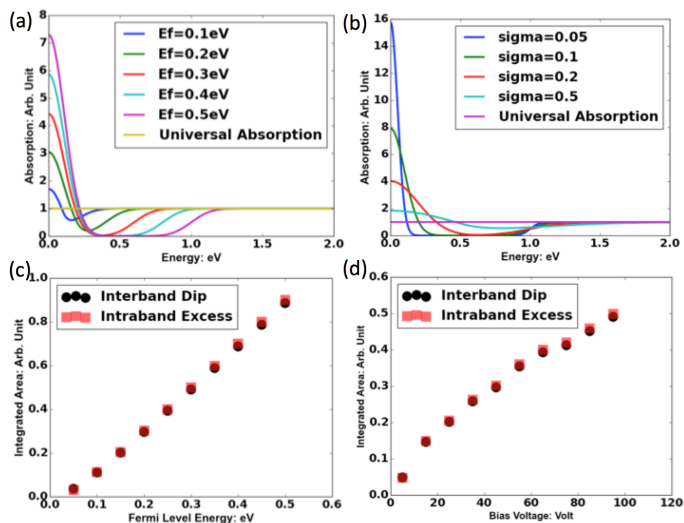 (a)
Absorption: Arb. Unit
8
7
6
5
4
3
2
1
0
0.0 0.5 1.0 1.5 2.0
Energy: eV
Ef=0.1eV
Ef=0.2eV
Ef=0.3eV
Ef=0.4eV
Ef=0.5eV
Universal Absorption
(b)
Absorption: Arb. Unit
16
14
12
10
8
6
4
2
0
0.0 0.5 1.0 1.5 2.0
Energy: eV
sigma=0.05
sigma=0.1
sigma=0.2
sigma=0.5
Universal Absorption
(c)
Integrated Area: Arb. Unit
1.0
0.8
0.6
0.4
0.2
0.0
0.0 0.1 0.2 0.3 0.4 0.5 0.6
Fermi Level Energy: eV
Interband Dip
Intraband Excess
(d)
Integrated Area: Arb. Unit
0.6
0.5
0.4
0.3
0.2
0.1
0.0
0 20 40 60 80 100 120
Bias Voltage: Volt
Interband Dip
Intraband Excess